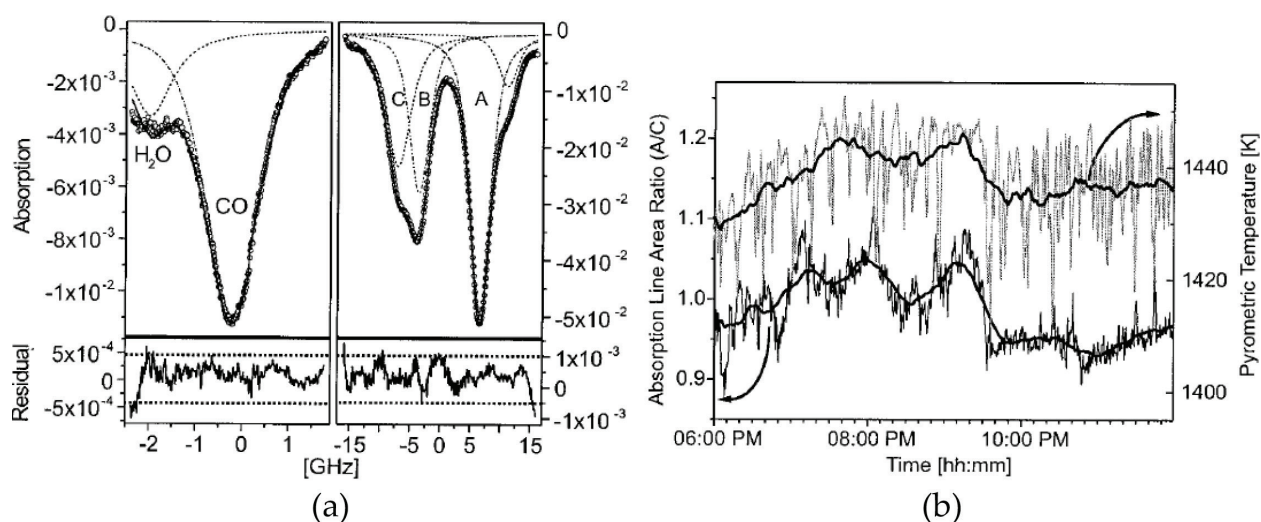 0
-2x10⁻³
-4x10⁻³
-6x10⁻³
-8x10⁻³
-1x10⁻²
Absorption
H₂O
CO
0
-1x10⁻²
-2x10⁻²
-3x10⁻²
-4x10⁻²
-5x10⁻²
C
B
A
Residual
5x10⁻⁴
0
-5x10⁻⁴
1x10⁻³
0
-1x10⁻³
-2 -1 0 1
-15 -5 0 5 15
[GHz]
(a)
Absorption Line Area Ratio (A/C)
1.2
1.1
1.0
0.9
1440
1420
1400
Pyrometric Temperature [K]
06:00 PM 08:00 PM 10:00 PM
Time [hh:mm]
(b)